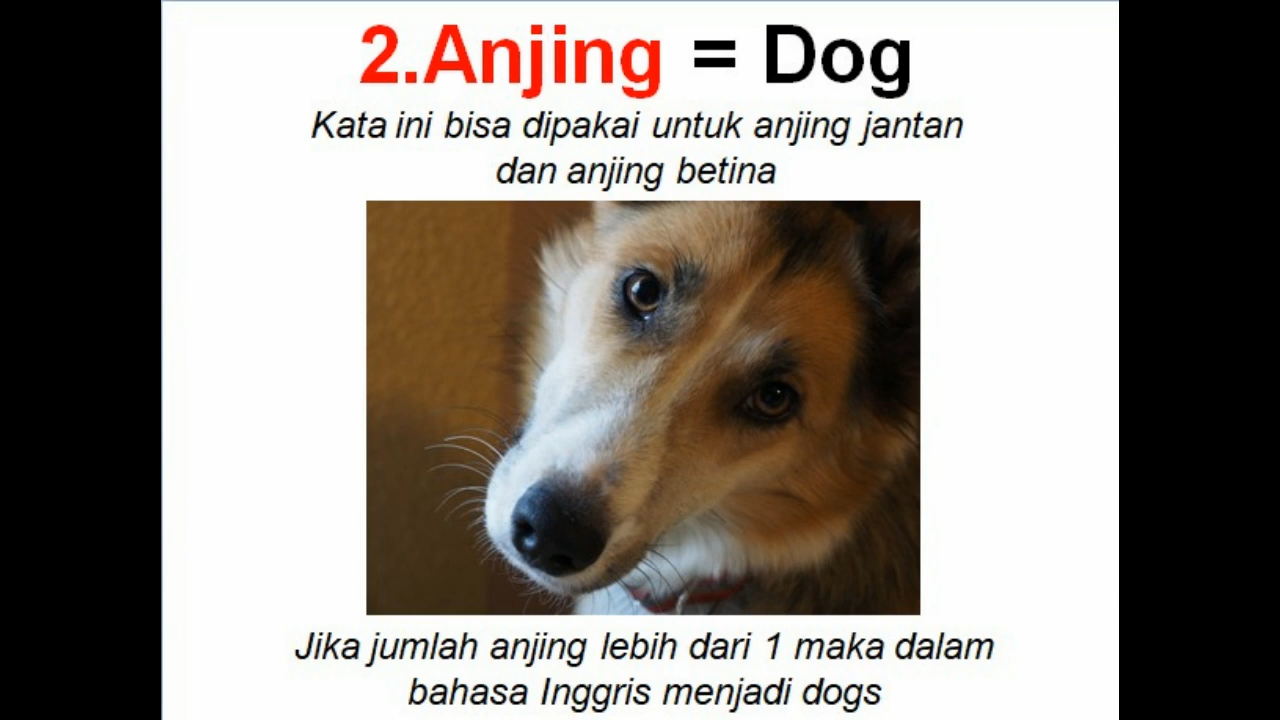 2.Anjing = Dog
Kata ini bisa dipakai untuk anjing jantan
dan anjing betina
Jika jumlah anjing lebih dari 1 maka dalam
bahasa Inggris menjadi dogs